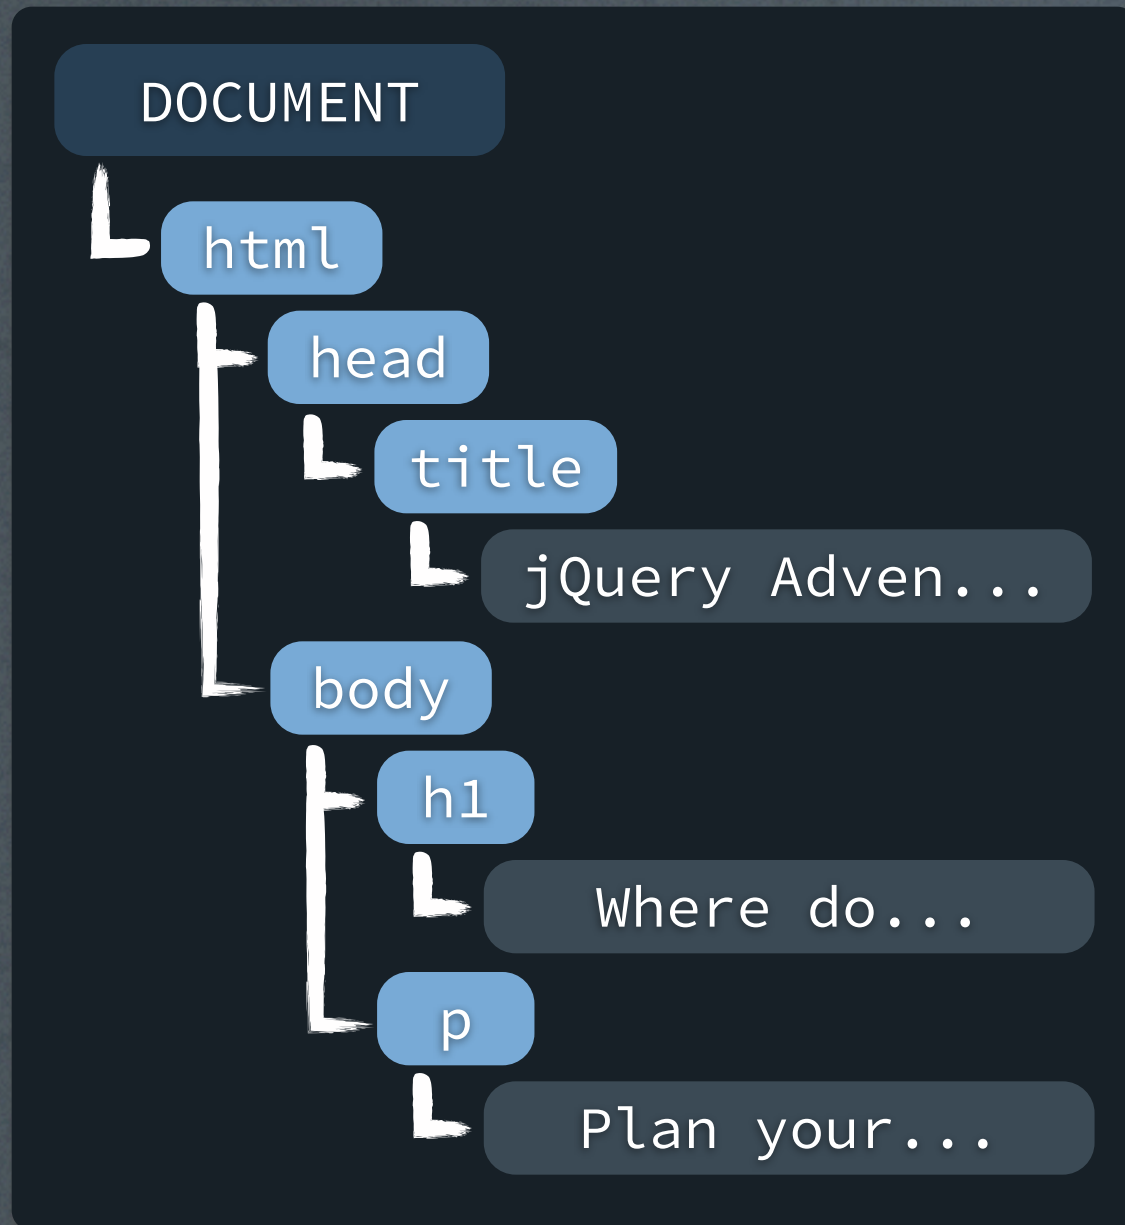 DOCUMENT
html
head
title
jQuery Adven...
body
h1
Where do...
p
Plan your...